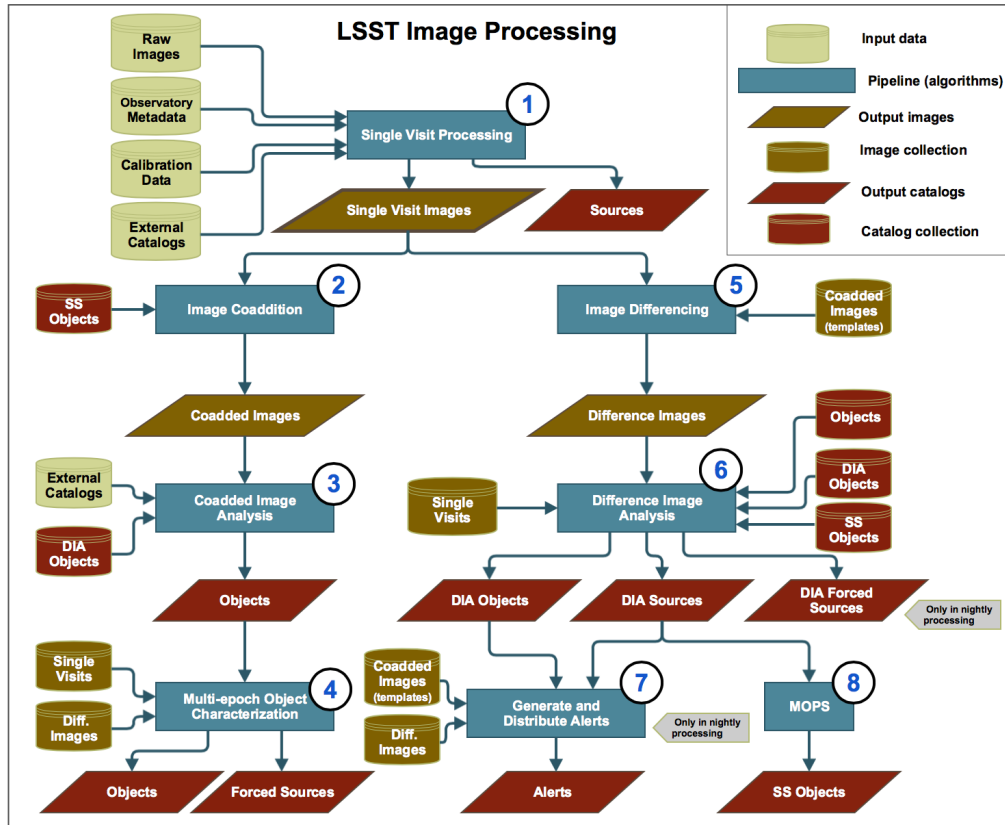 LSST Image Processing
Raw
Images
Observatory
Metadata
Calibration
Data
External
Catalogs
Input data
Pipeline (algorithms)
Output images
Image collection
Output catalogs
Catalog collection
1
Single Visit Processing
Single Visit Images
Sources
SS
Objects
2
Image Coaddition
5
Image Differencing
Coadded
Images
(templates)
Coadded Images
Difference Images
External
Catalogs
DIA
Objects
3
Coadded Image
Analysis
Single
Visits
6
Difference Image
Analysis
Objects
DIA
Objects
SS
Objects
Objects
DIA Objects
DIA Sources
DIA Forced
Sources
Only in nightly
processing
Single
Visits
Diff.
Images
4
Multi-epoch Object
Characterization
Coadded
Images
(templates)
Diff.
Images
7
Generate and
Distribute Alerts
Only in nightly
processing
8
MOPS
Objects
Forced Sources
Alerts
SS Objects